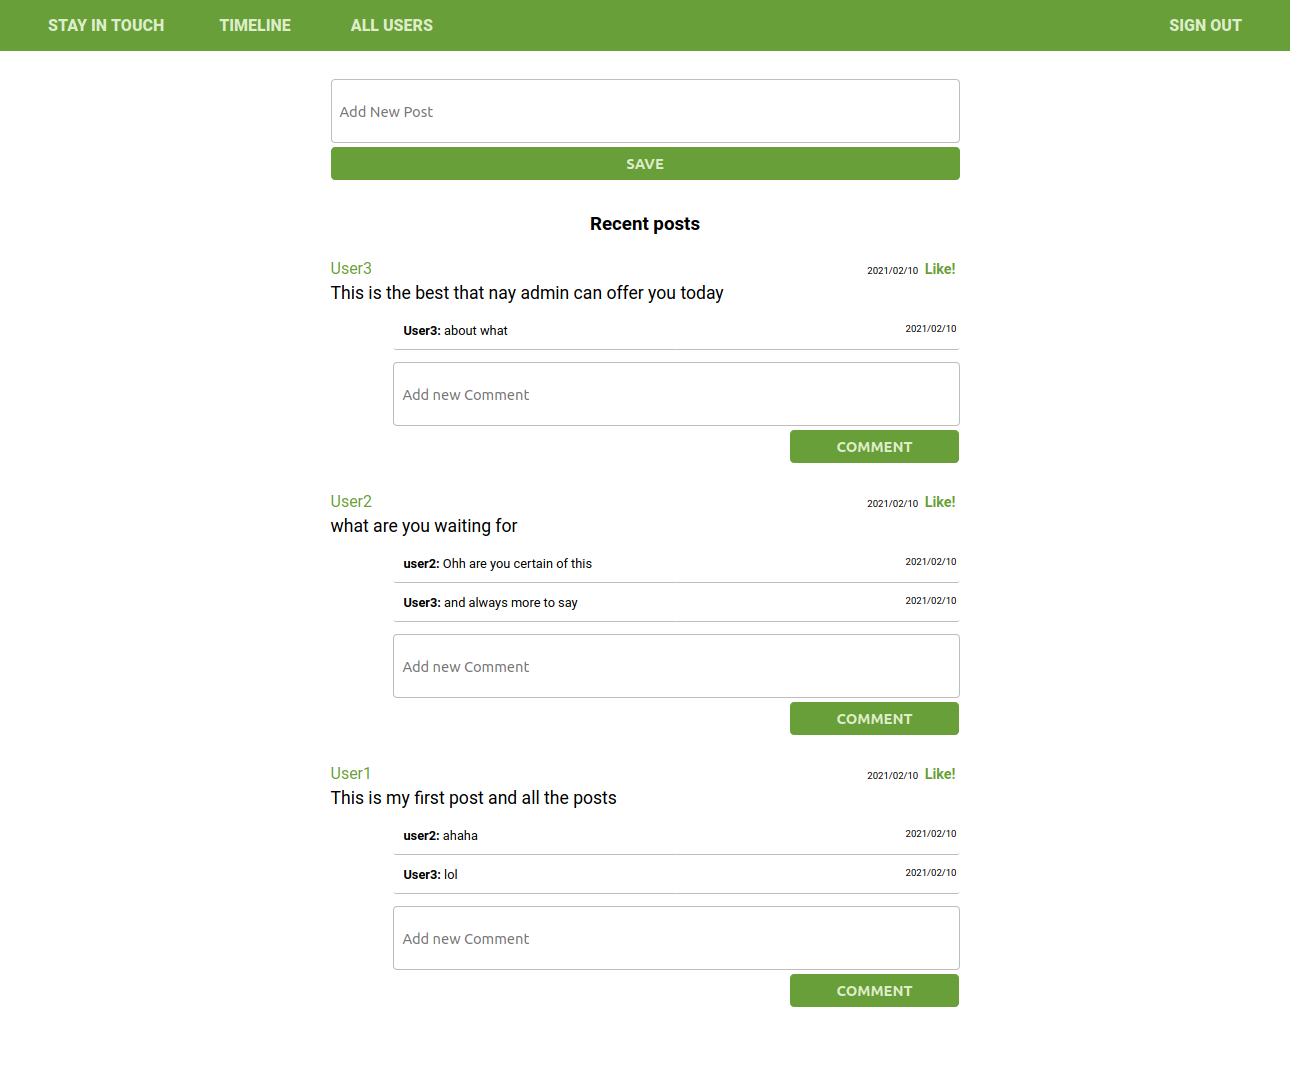 STAY IN TOUCH TIMELINE ALL USERS SIGN OUT
Add New Post
SAVE
Recent posts
User3 2021/02/10 Like!
This is the best that nay admin can offer you today
User3: about what 2021/02/10
Add new Comment
COMMENT
User2 2021/02/10 Like!
what are you waiting for
user2: Ohh are you certain of this 2021/02/10
User3: and always more to say 2021/02/10
Add new Comment
COMMENT
User1 2021/02/10 Like!
This is my first post and all the posts
user2: ahaha 2021/02/10
User3: lol 2021/02/10
Add new Comment
COMMENT